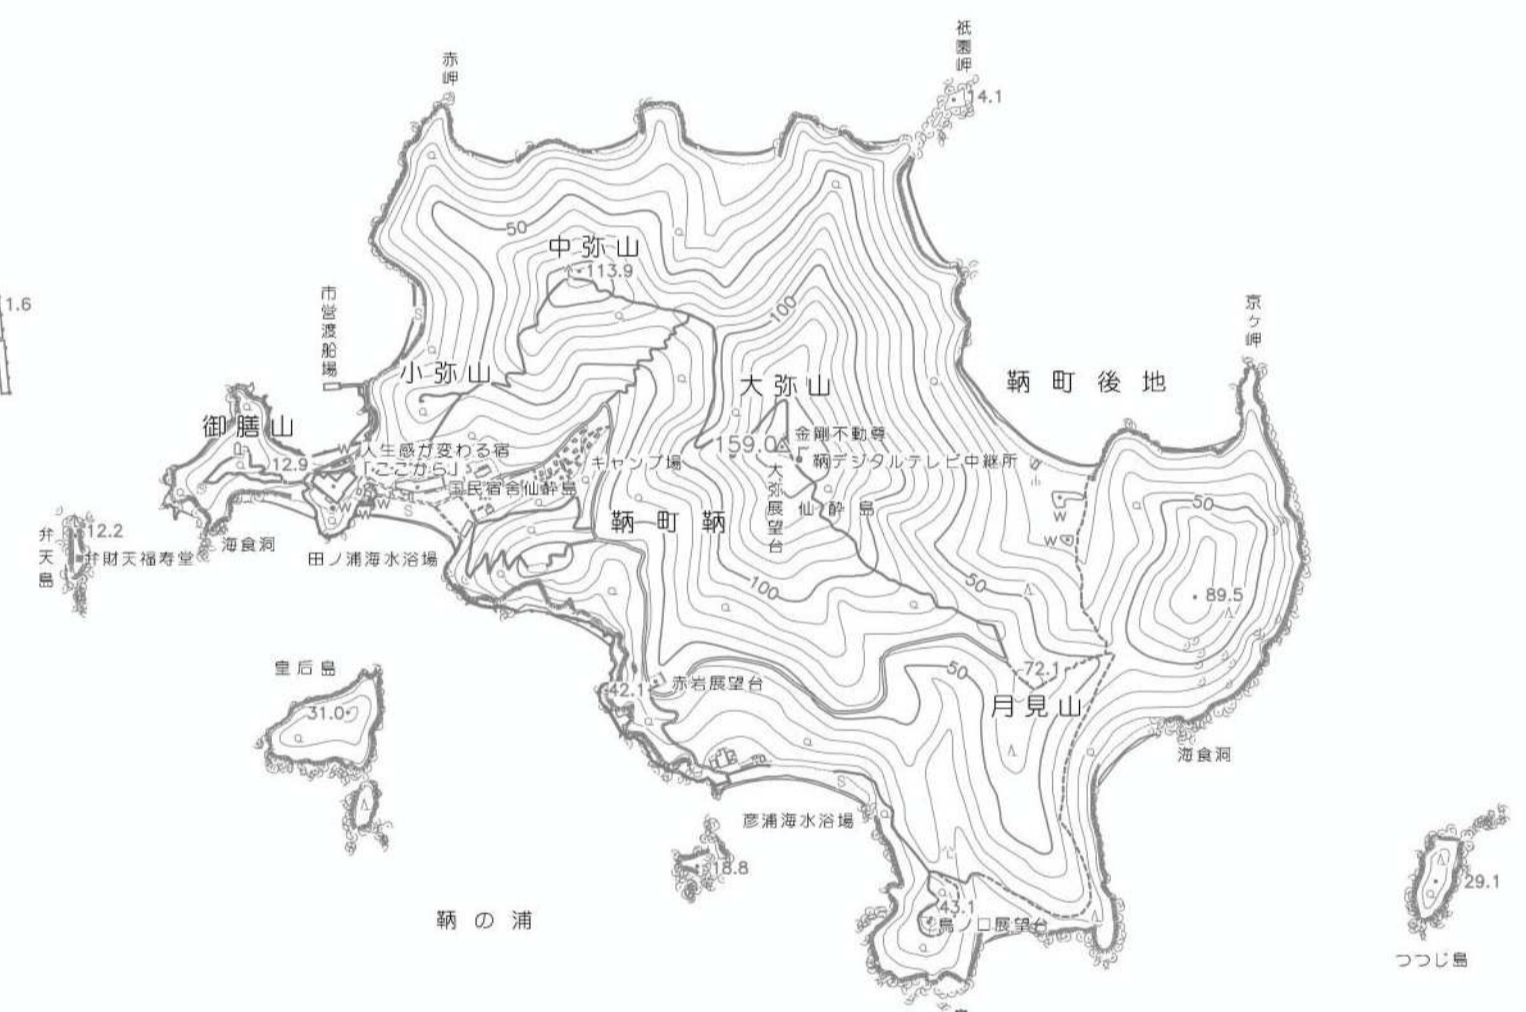 祇園岬
赤岬
14.1
50
中弥山
113.9
1.6
市営渡船場
100
京ヶ岬
小弥山
大弥山
鞆町後地
御膳山
159.0
金剛不動尊
人生感が変わる宿
「ここから」
12.9
キャンプ場
鞆デジタルテレビ中継所
国民宿舎仙酔島
大弥展望台
仙酔島
50
鞆町鞆
12.2
弁天島
弁財天福寿堂
海食洞
田ノ浦海水浴場
100
50
89.5
皇后島
72.1
50
42.1
赤岩展望台
31.0
月見山
海食洞
彦浦海水浴場
18.8
29.1
43.1
鞆の浦
烏ノ口展望台
つつじ島